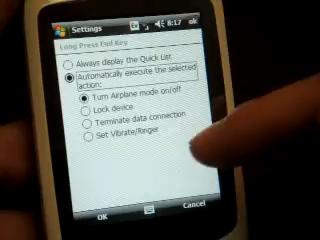 Settings
Ev
8:17
ok
Long Press End Key
Always display the Quick List
Automatically execute the selected
action:
Turn Airplane mode on/off
Lock device
Terminate data connection
Set Vibrate/Ringer
OK
Cancel